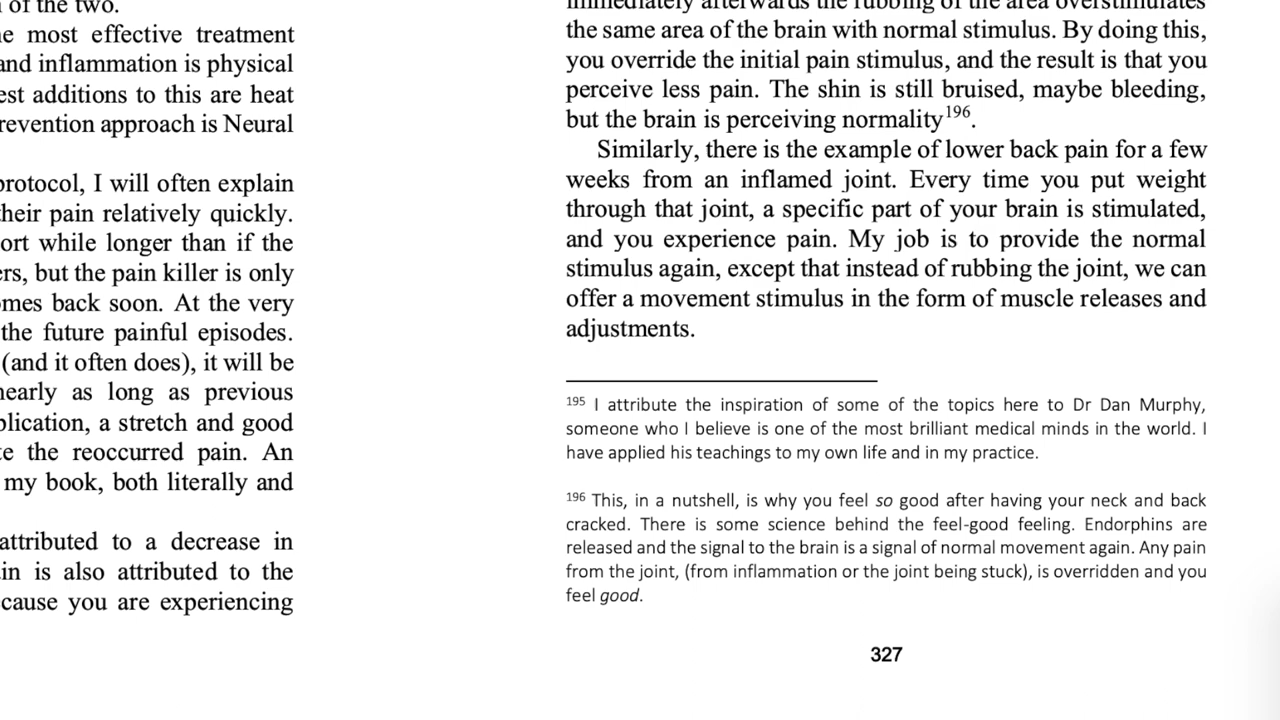 of the two.
most effective treatment
and inflammation is physical
additions to this are heat
approach is Neural
protocol, I will often explain
their pain relatively quickly.
while longer than if the
but the pain killer is only
back soon. At the very
the future painful episodes.
(and it often does), it will be
nearly as long as previous
a stretch and good
the reoccurred pain. An
my book, both literally and
attributed to a decrease in
is also attributed to the
you are experiencing
immediately afterwards the rubbing of the area overstimulates
the same area of the brain with normal stimulus. By doing this,
you override the initial pain stimulus, and the result is that you
perceive less pain. The shin is still bruised, maybe bleeding,
but the brain is perceiving normality196.
Similarly, there is the example of lower back pain for a few
weeks from an inflamed joint. Every time you put weight
through that joint, a specific part of your brain is stimulated,
and you experience pain. My job is to provide the normal
stimulus again, except that instead of rubbing the joint, we can
offer a movement stimulus in the form of muscle releases and
adjustments.
195 I attribute the inspiration of some of the topics here to Dr Dan Murphy,
someone who I believe is one of the most brilliant medical minds in the world. I
have applied his teachings to my own life and in my practice.
196 This, in a nutshell, is why you feel so good after having your neck and back
cracked. There is some science behind the feel-good feeling. Endorphins are
released and the signal to the brain is a signal of normal movement again. Any pain
from the joint, (from inflammation or the joint being stuck), is overridden and you
feel good.
327